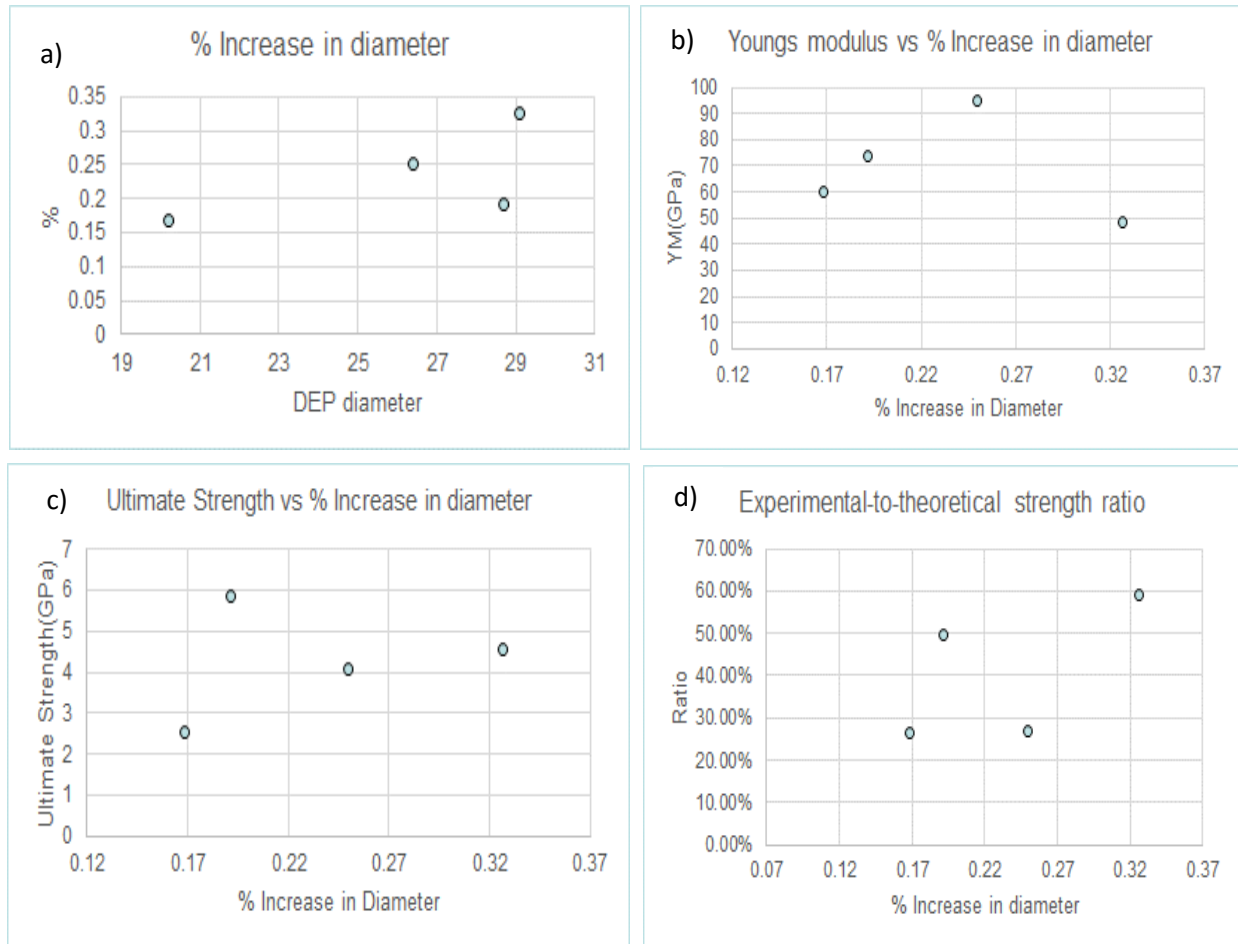 a)
% Increase in diameter
0.35
0.3
0.25
0.2
0.15
0.1
0.05
0
%
19 21 23 25 27 29 31
DEP diameter
b)
Youngs modulus vs % Increase in diameter
100
90
80
70
60
50
40
30
20
10
0
YM(GPa)
0.12 0.17 0.22 0.27 0.32 0.37
% Increase in Diameter
c)
Ultimate Strength vs % Increase in diameter
7
6
5
4
3
2
1
0
Ultimate Strength(GPa)
0.12 0.17 0.22 0.27 0.32 0.37
% Increase in Diameter
d)
Experimental-to-theoretical strength ratio
70.00%
60.00%
50.00%
40.00%
30.00%
20.00%
10.00%
0.00%
Ratio
0.07 0.12 0.17 0.22 0.27 0.32 0.37
% Increase in diameter